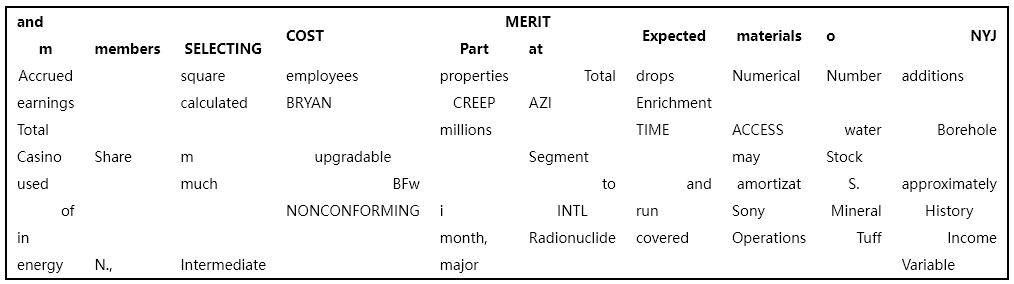 and MERIT
m members SELECTING COST Part at Expected materials o NYJ
Accrued square employees properties Total drops Numerical Number additions
earnings calculated BRYAN CREEP AZI Enrichment
Total millions TIME ACCESS water Borehole
Casino Share m upgradable Segment may Stock
used much BFw to and amortizat S. approximately
of NONCONFORMING i INTL run Sony Mineral History
in month, Radionuclide covered Operations Tuff Income
energy N., Intermediate major Variable